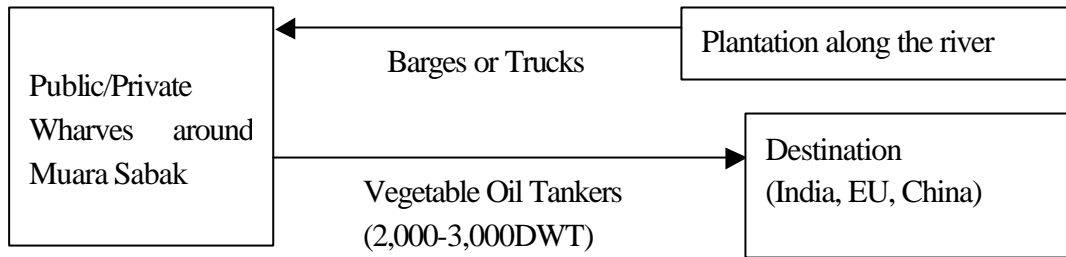 Plantation along the river
Barges or Trucks
Public/Private
Wharves around
Muara Sabak
Destination
(India, EU, China)
Vegetable Oil Tankers
(2,000-3,000DWT)